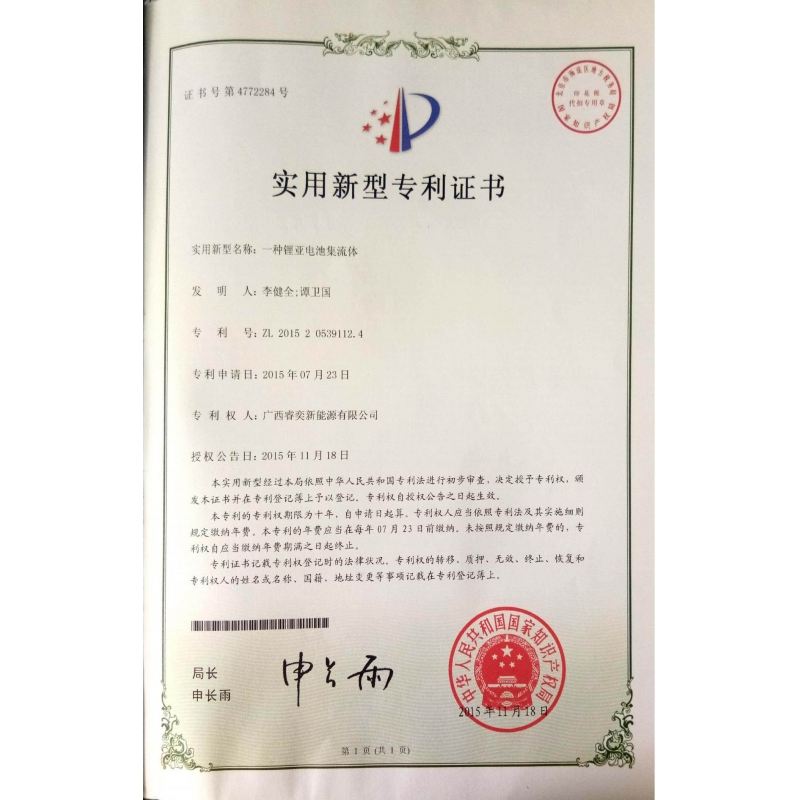 证书号第4772284号
实用新型专利证书
实用新型名称：一种锂亚电池集流体
发 明 人：李健全;谭卫国
专 利 号：ZL 2015 2 0539112.4
专利申请日：2015年07月23日
专 利 权 人：广西睿奕新能源有限公司
授权公告日：2015年11月18日
本实用新型经过本局依照中华人民共和国专利法进行初步审查，决定授予专利权，颁
发本证书并在专利登记簿上予以登记。专利权自授权公告之日起生效。
本专利的专利权期限为十年，自申请日起算。专利权人应当依照专利法及其实施细则
规定缴纳年费。本专利的年费应当在每年07月23日前缴纳。未按照规定缴纳年费的，专
利权自应当缴纳年费期满之日起终止。
专利证书记载专利权登记时的法律状况。专利权的转移、质押、无效、终止、恢复和
专利权人的姓名或名称、国籍、地址变更等事项记载在专利登记簿上。
局长
申长雨
申长雨
中华人民共和国国家知识产权局
2015年11月18日
第1页(共1页)